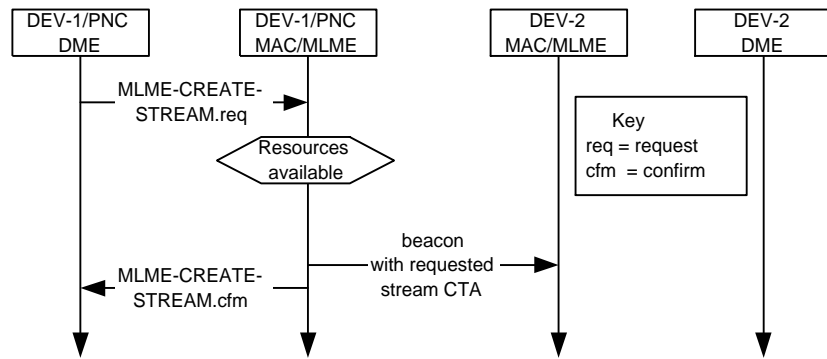 DEV-1/PNC
DME
DEV-1/PNC
MAC/MLME
DEV-2
MAC/MLME
DEV-2
DME
MLME-CREATE-
STREAM.req
Key
req = request
cfm = confirm
Resources
available
beacon
with requested
stream CTA
MLME-CREATE-
STREAM.cfm